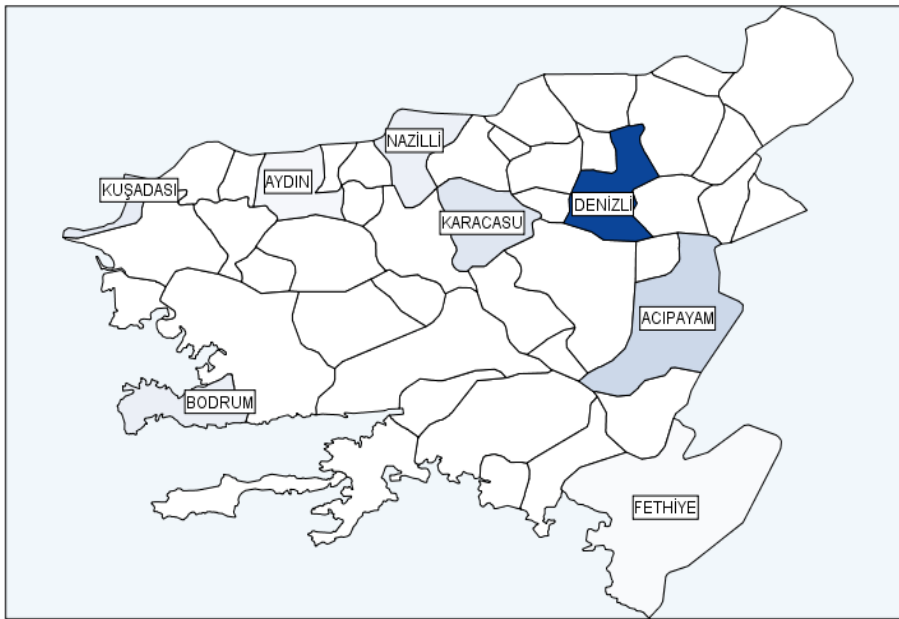 NAZİLLİ
AYDIN
KUŞADASI
DENİZLİ
KARACASU
ACIPAYAM
BODRUM
FETHİYE